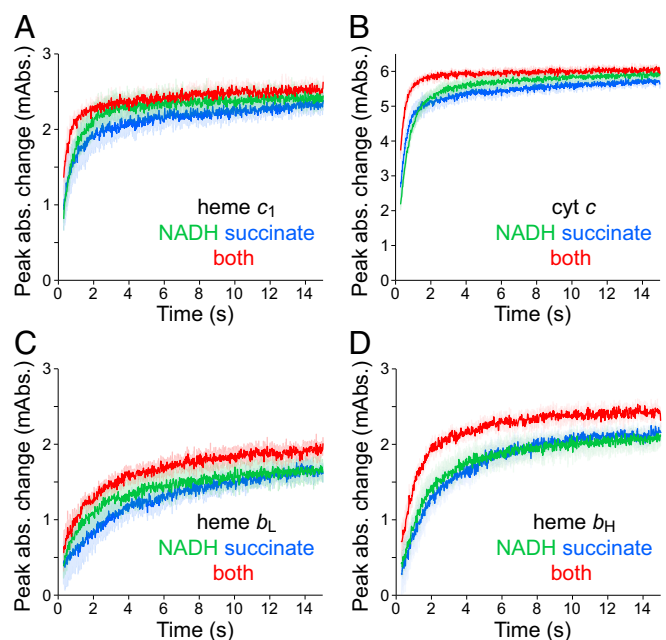 A
Peak abs. change (mAbs.)
3
2
1
0
heme c₁
NADH succinate
both
0 2 4 6 8 10 12 14
Time (s)
B
Peak abs. change (mAbs.)
6
5
4
3
2
1
0
cyt c
NADH succinate
both
0 2 4 6 8 10 12 14
Time (s)
C
Peak abs. change (mAbs.)
3
2
1
0
heme bL
NADH succinate
both
0 2 4 6 8 10 12 14
Time (s)
D
Peak abs. change (mAbs.)
3
2
1
0
heme bH
NADH succinate
both
0 2 4 6 8 10 12 14
Time (s)